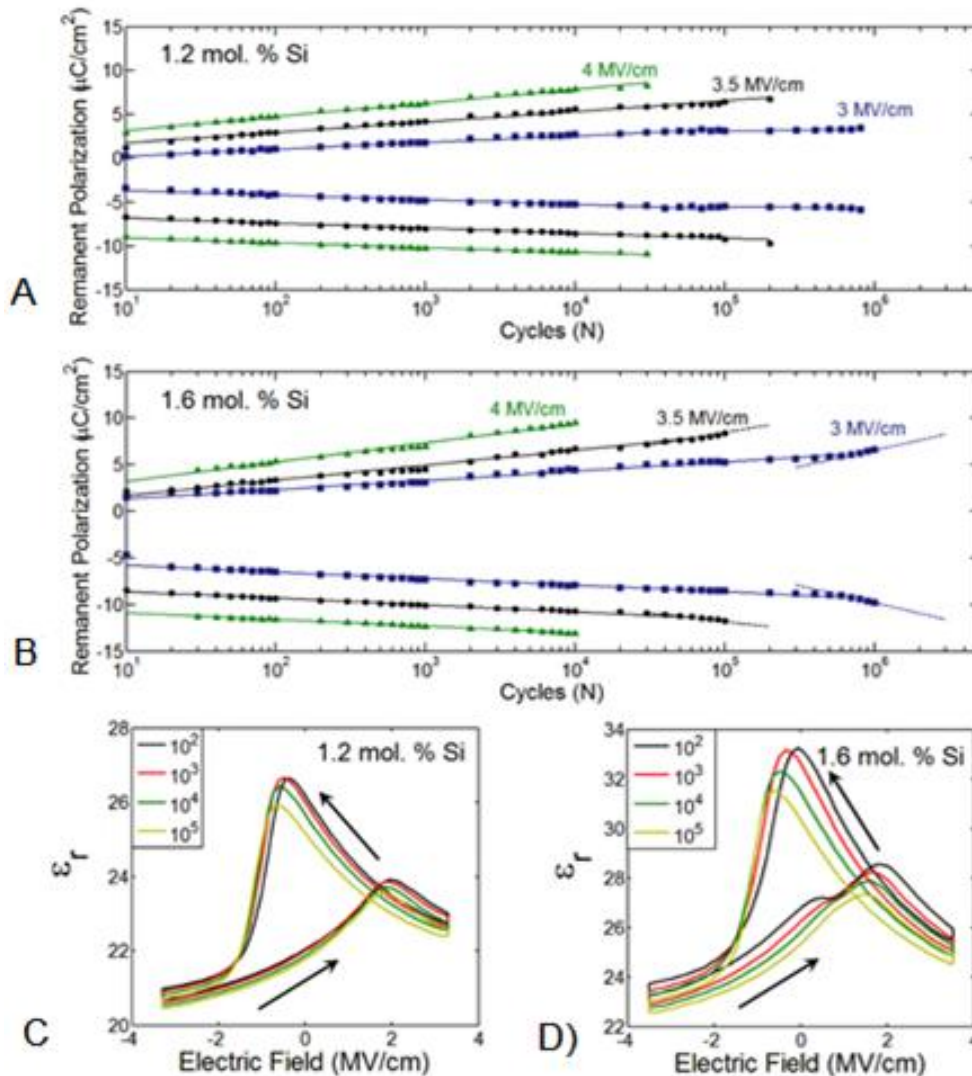 Remanent Polarization (μC/cm²)
15
10
5
0
-5
-10
-15
1.2 mol. % Si
4 MV/cm
3.5 MV/cm
3 MV/cm
10¹ 10² 10³ 10⁴ 10⁵ 10⁶
Cycles (N)
A
Remanent Polarization (μC/cm²)
15
10
5
0
-5
-10
-15
1.6 mol. % Si
4 MV/cm
3.5 MV/cm
3 MV/cm
10¹ 10² 10³ 10⁴ 10⁵ 10⁶
Cycles (N)
B
εr
28
26
24
22
20
10²
10³
10⁴
10⁵
1.2 mol. % Si
-4 -2 0 2 4
Electric Field (MV/cm)
C
εr
34
32
30
28
26
24
22
10²
10³
10⁴
10⁵
1.6 mol. % Si
-4 -2 0 2 4
Electric Field (MV/cm)
D)